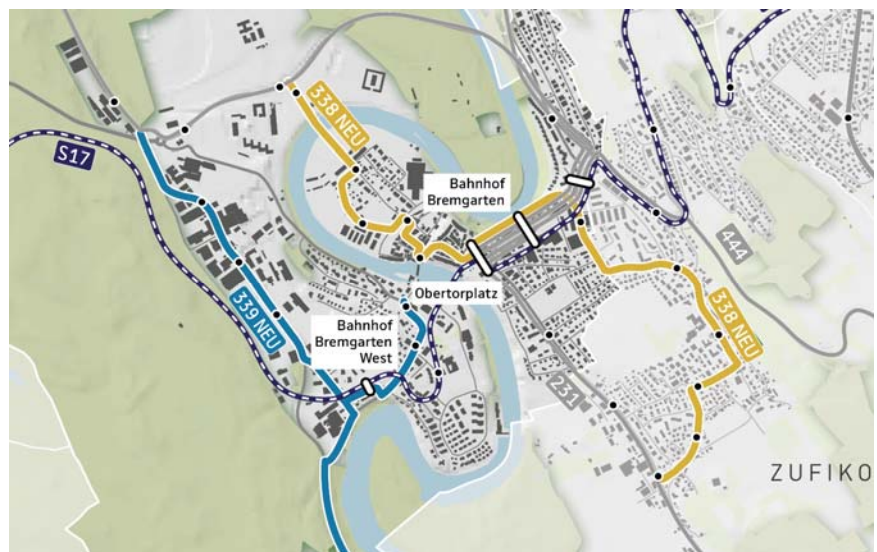 338 NEU
S17
Bahnhof
Bremgarten
444
Obertorplatz
339 NEU
Bahnhof
Bremgarten
West
338 NEU
231
ZUFIKO